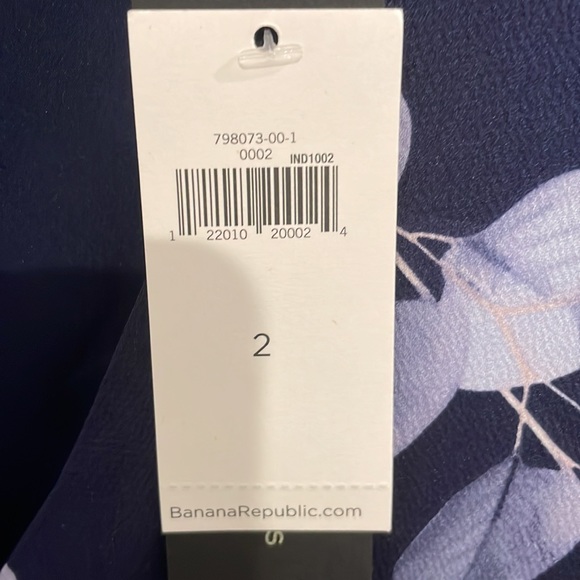 798073-00-1
0002 IND1002
1 22010 20002 4
2
BananaRepublic.com
S